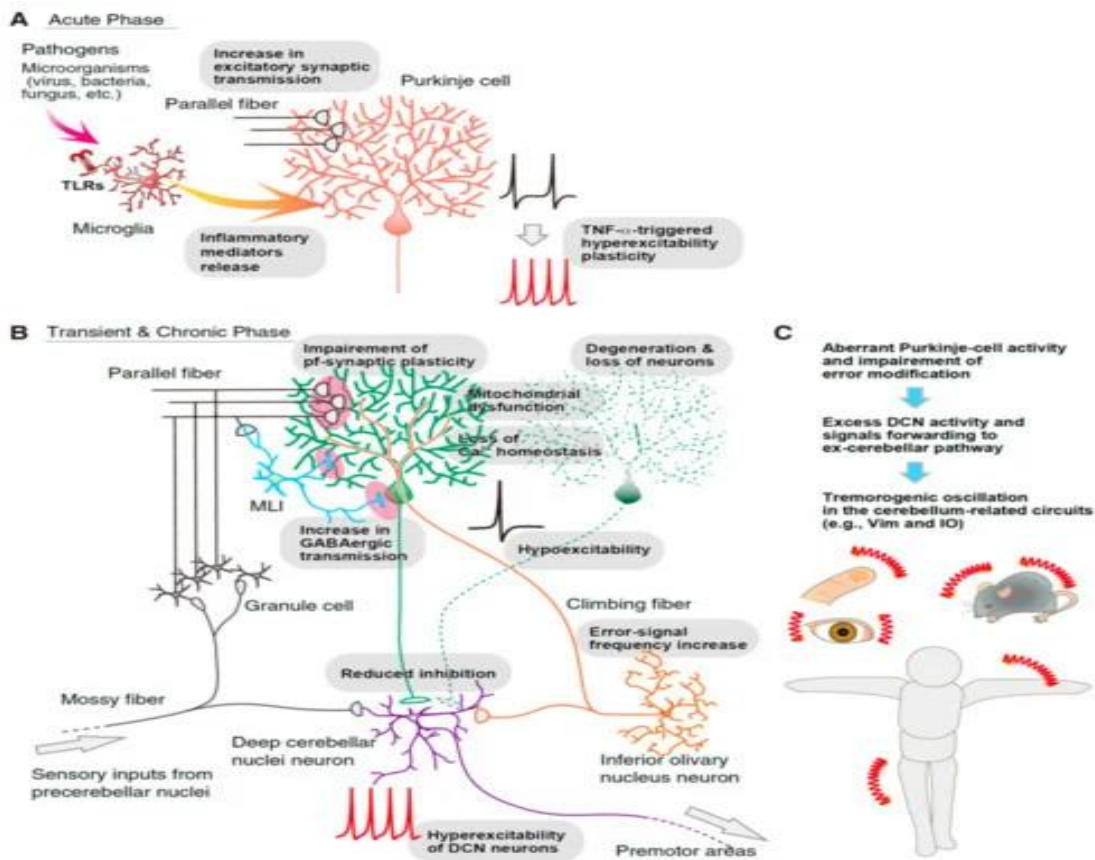 A Acute Phase
Pathogens
Microorganisms
(virus, bacteria,
fungus, etc.)
Increase in
excitatory synaptic
transmission
Purkinje cell
Parallel fiber
TLRs
Microglia
Inflammatory
mediators
release
TNF-α-triggered
hyperexcitability
plasticity
B Transient & Chronic Phase
Parallel fiber
Impairement of
pf-synaptic plasticity
Degeneration &
loss of neurons
Mitochondrial
dysfunction
Loss of
Ca²⁺ homeostasis
MLI
Increase in
GABAergic
transmission
Hypoexcitability
Granule cell
Climbing fiber
Error-signal
frequency increase
Reduced inhibition
Mossy fiber
Deep cerebellar
nuclei neuron
Inferior olivary
nucleus neuron
Sensory inputs from
precerebellar nuclei
Hyperexcitability
of DCN neurons
Premotor areas
C
Aberrant Purkinje-cell activity
and impairement of
error modification
Excess DCN activity and
signals forwarding to
ex-cerebellar pathway
Tremorogenic oscillation
in the cerebellum-related circuits
(e.g., Vim and IO)